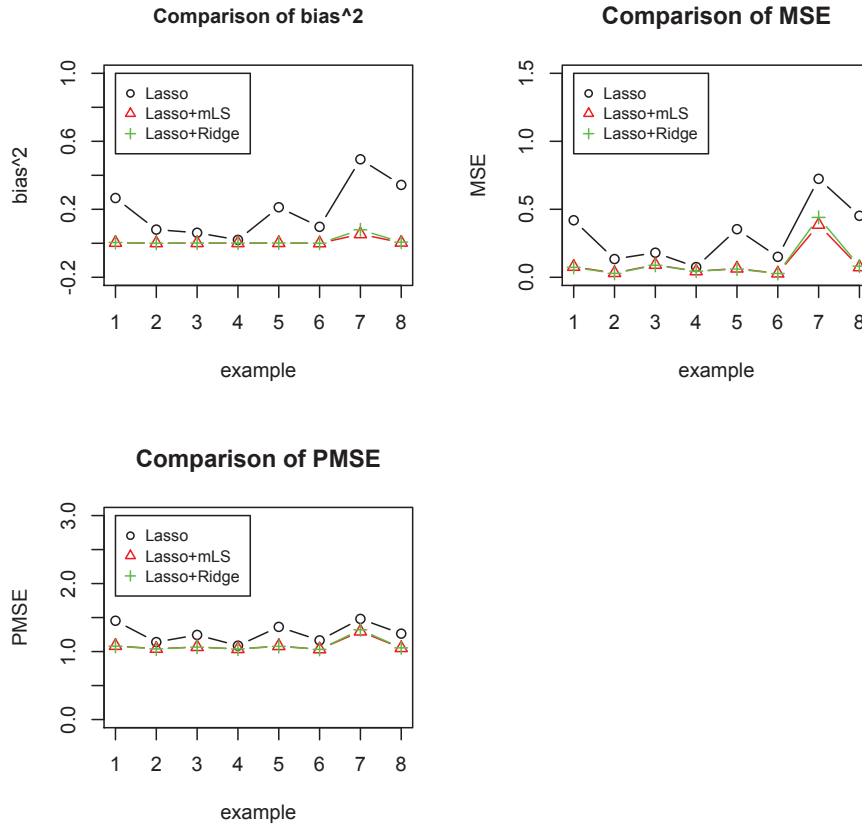 Comparison of bias^2
bias^2
1.0
0.6
0.2
-0.2
Lasso
Lasso+mLS
Lasso+Ridge
1 2 3 4 5 6 7 8
example
Comparison of MSE
MSE
1.5
1.0
0.5
0.0
Lasso
Lasso+mLS
Lasso+Ridge
1 2 3 4 5 6 7 8
example
Comparison of PMSE
PMSE
3.0
2.0
1.0
0.0
Lasso
Lasso+mLS
Lasso+Ridge
1 2 3 4 5 6 7 8
example